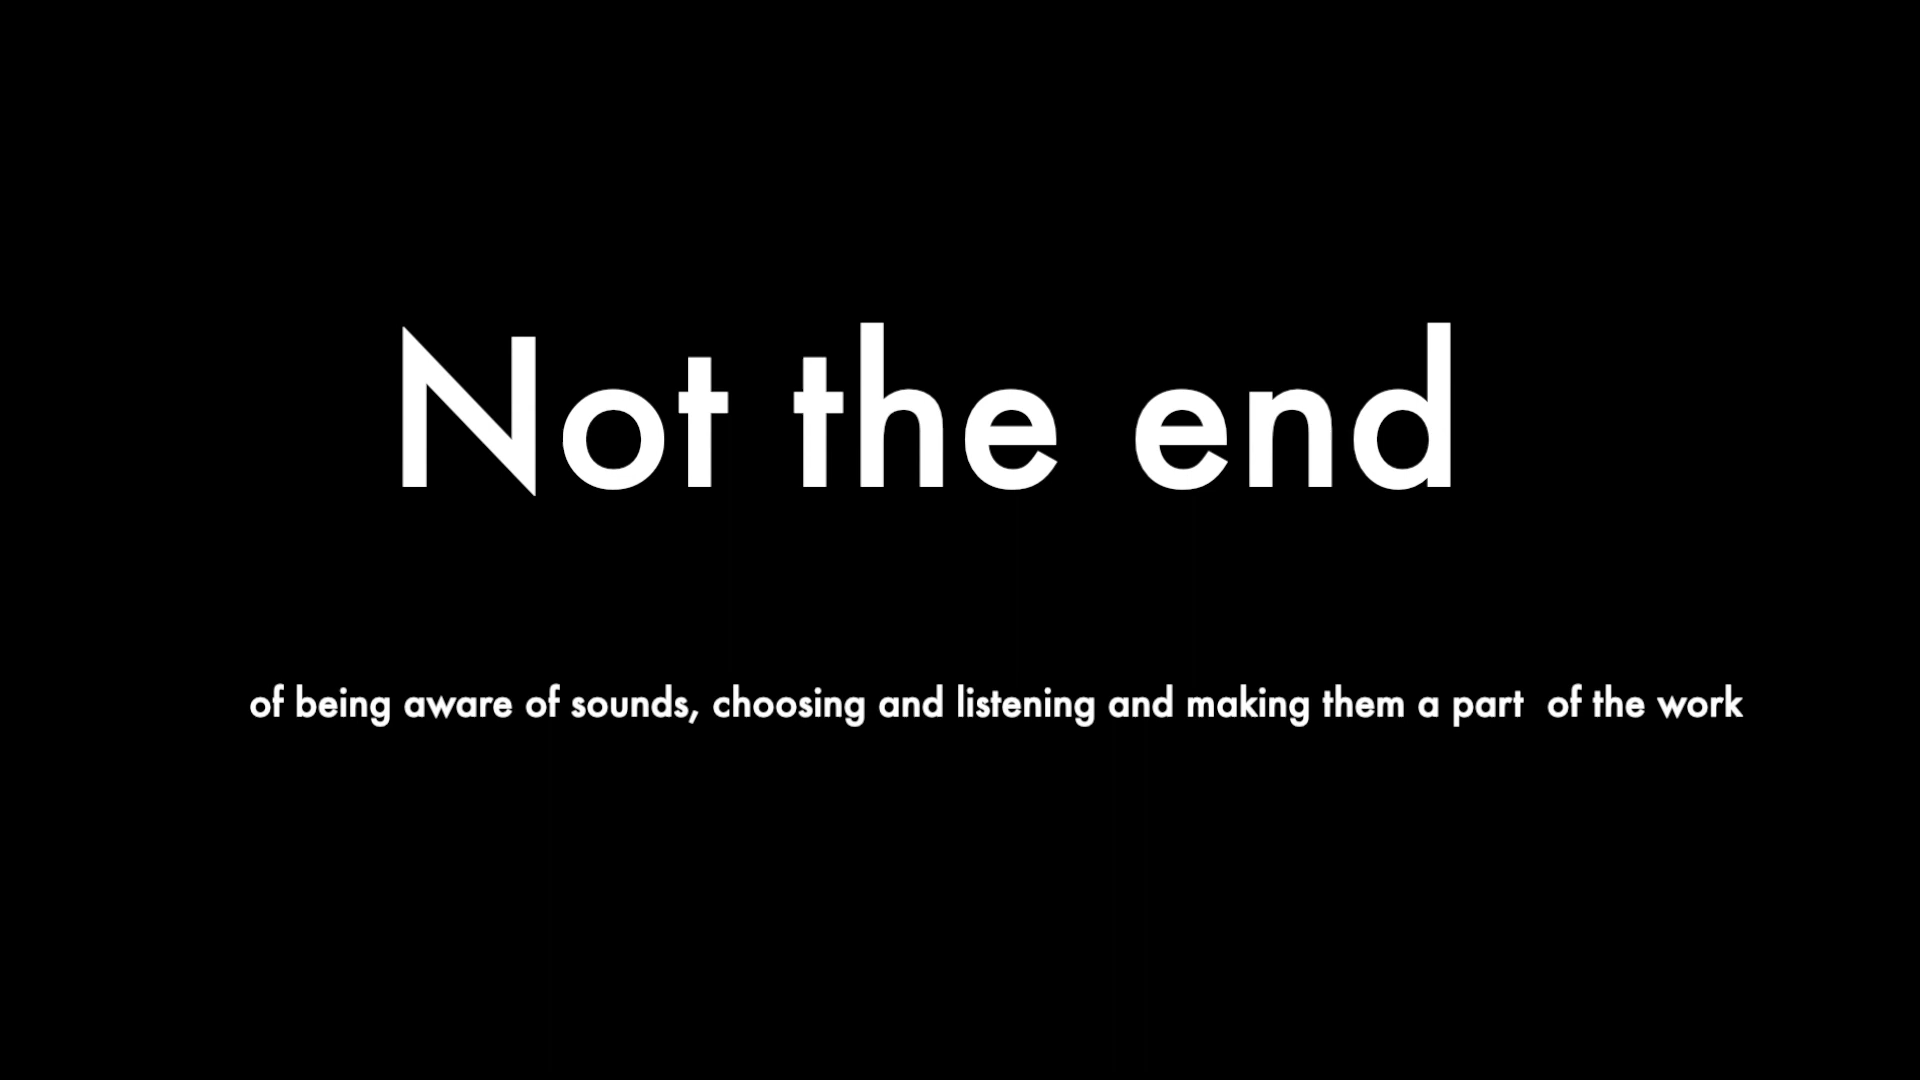 Not the end
of being aware of sounds, choosing and listening and making them a part  of the work